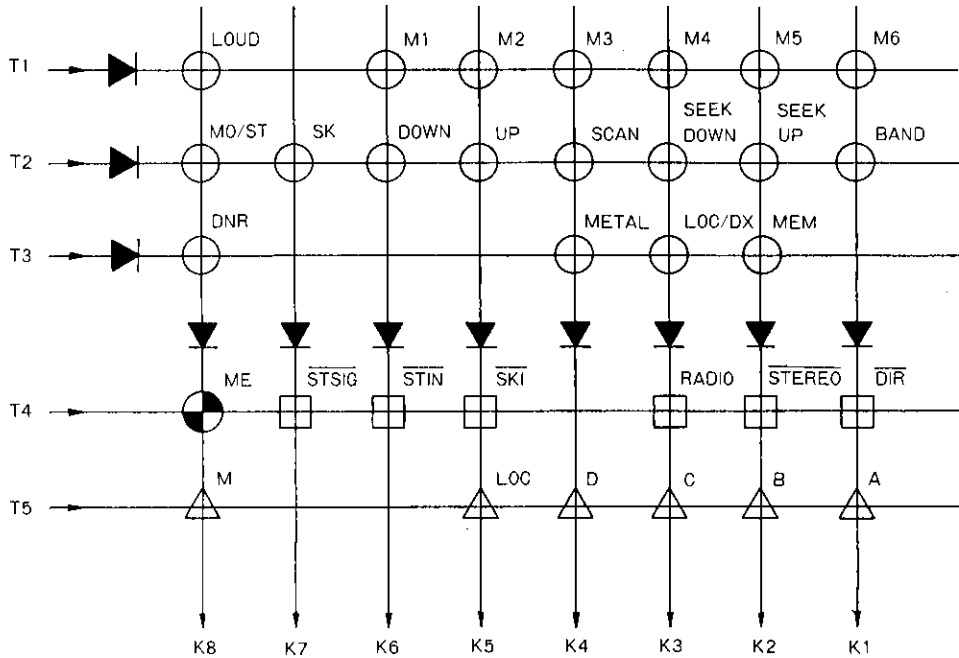 LOUD M1 M2 M3 M4 M5 M6
T1
SEEK SEEK
MO/ST SK DOWN UP SCAN DOWN UP BAND
T2
DNR METAL LOC/DX MEM
T3
ME STSIG STIN SKI RADIO STEREO DIR
T4
M LOC D C B A
T5
K8 K7 K6 K5 K4 K3 K2 K1